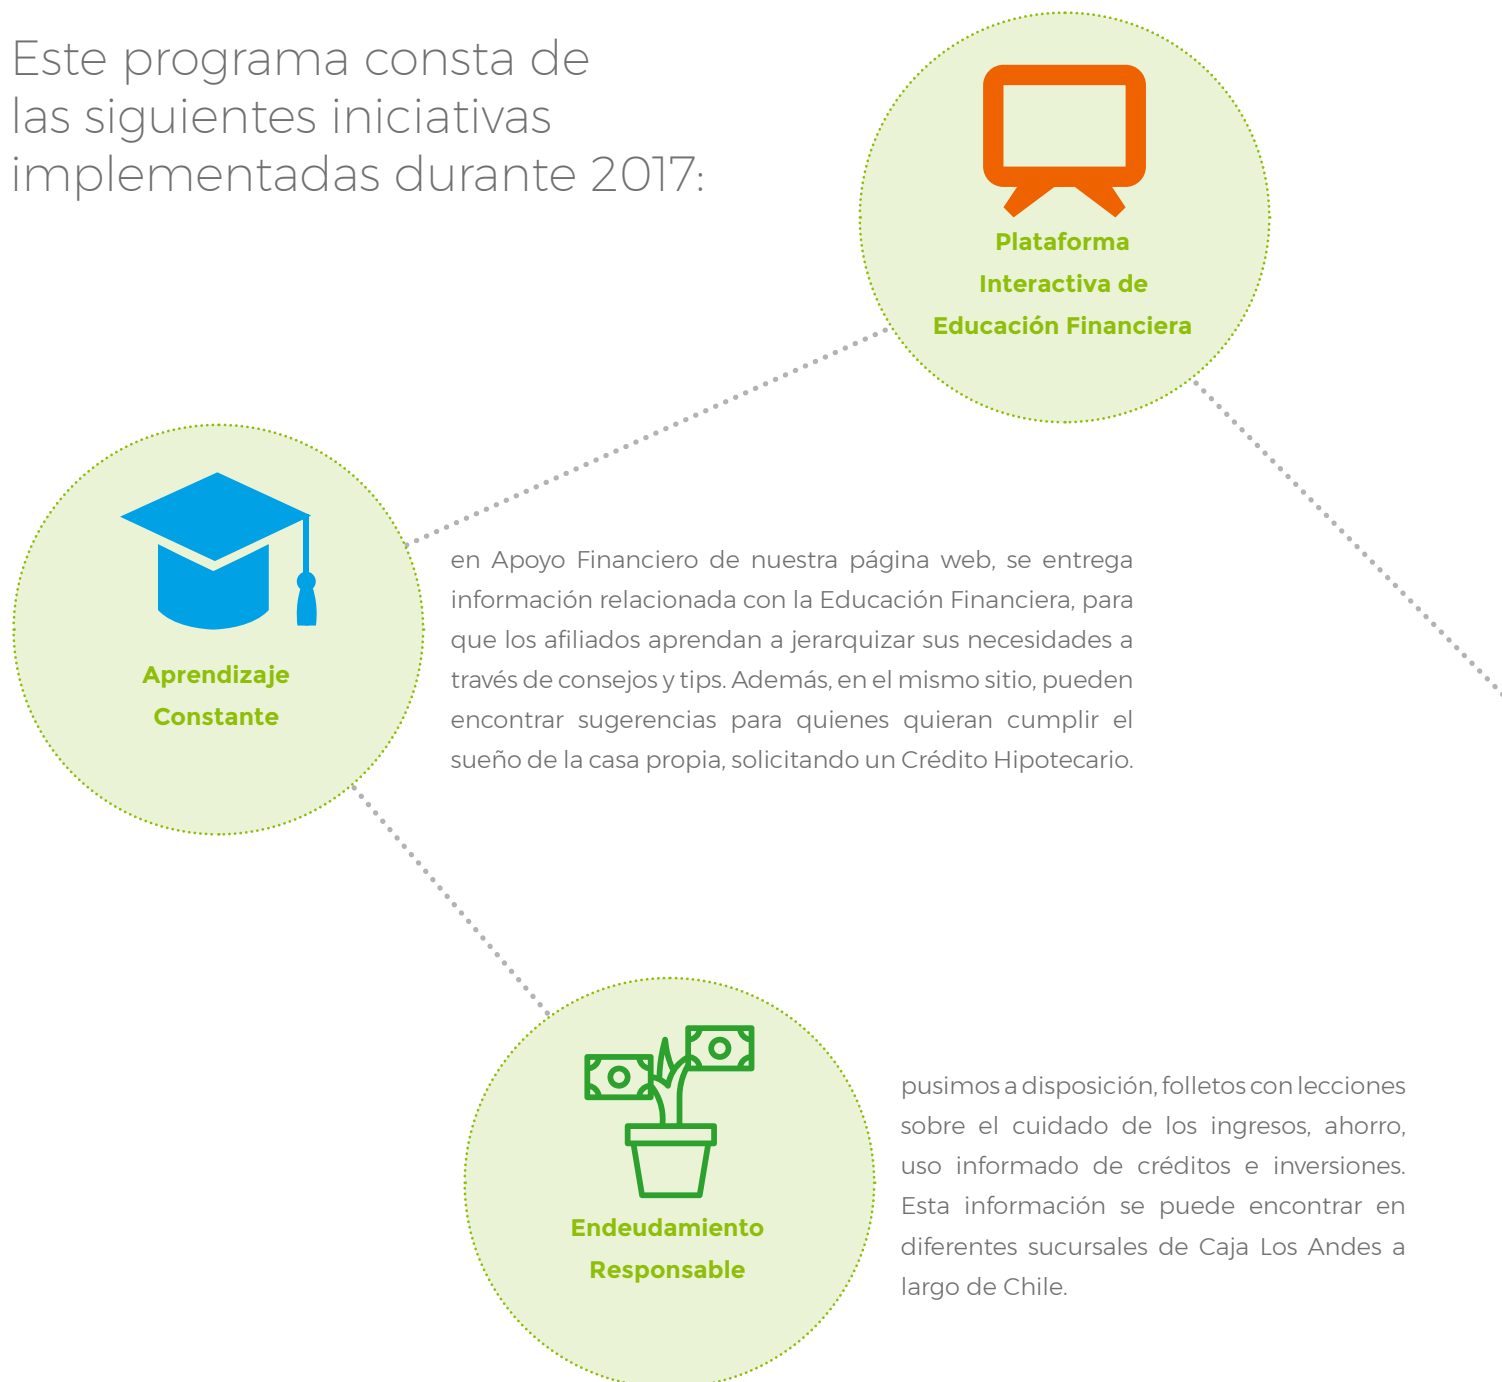 Este programa consta de
las siguientes iniciativas
implementadas durante 2017:
Plataforma
Interactiva de
Educación Financiera
Aprendizaje
Constante
en Apoyo Financiero de nuestra página web, se entrega
información relacionada con la Educación Financiera, para
que los afiliados aprendan a jerarquizar sus necesidades a
través de consejos y tips. Además, en el mismo sitio, pueden
encontrar sugerencias para quienes quieran cumplir el
sueño de la casa propia, solicitando un Crédito Hipotecario.
Endeudamiento
Responsable
pusimos a disposición, folletos con lecciones
sobre el cuidado de los ingresos, ahorro,
uso informado de créditos e inversiones.
Esta información se puede encontrar en
diferentes sucursales de Caja Los Andes a
largo de Chile.